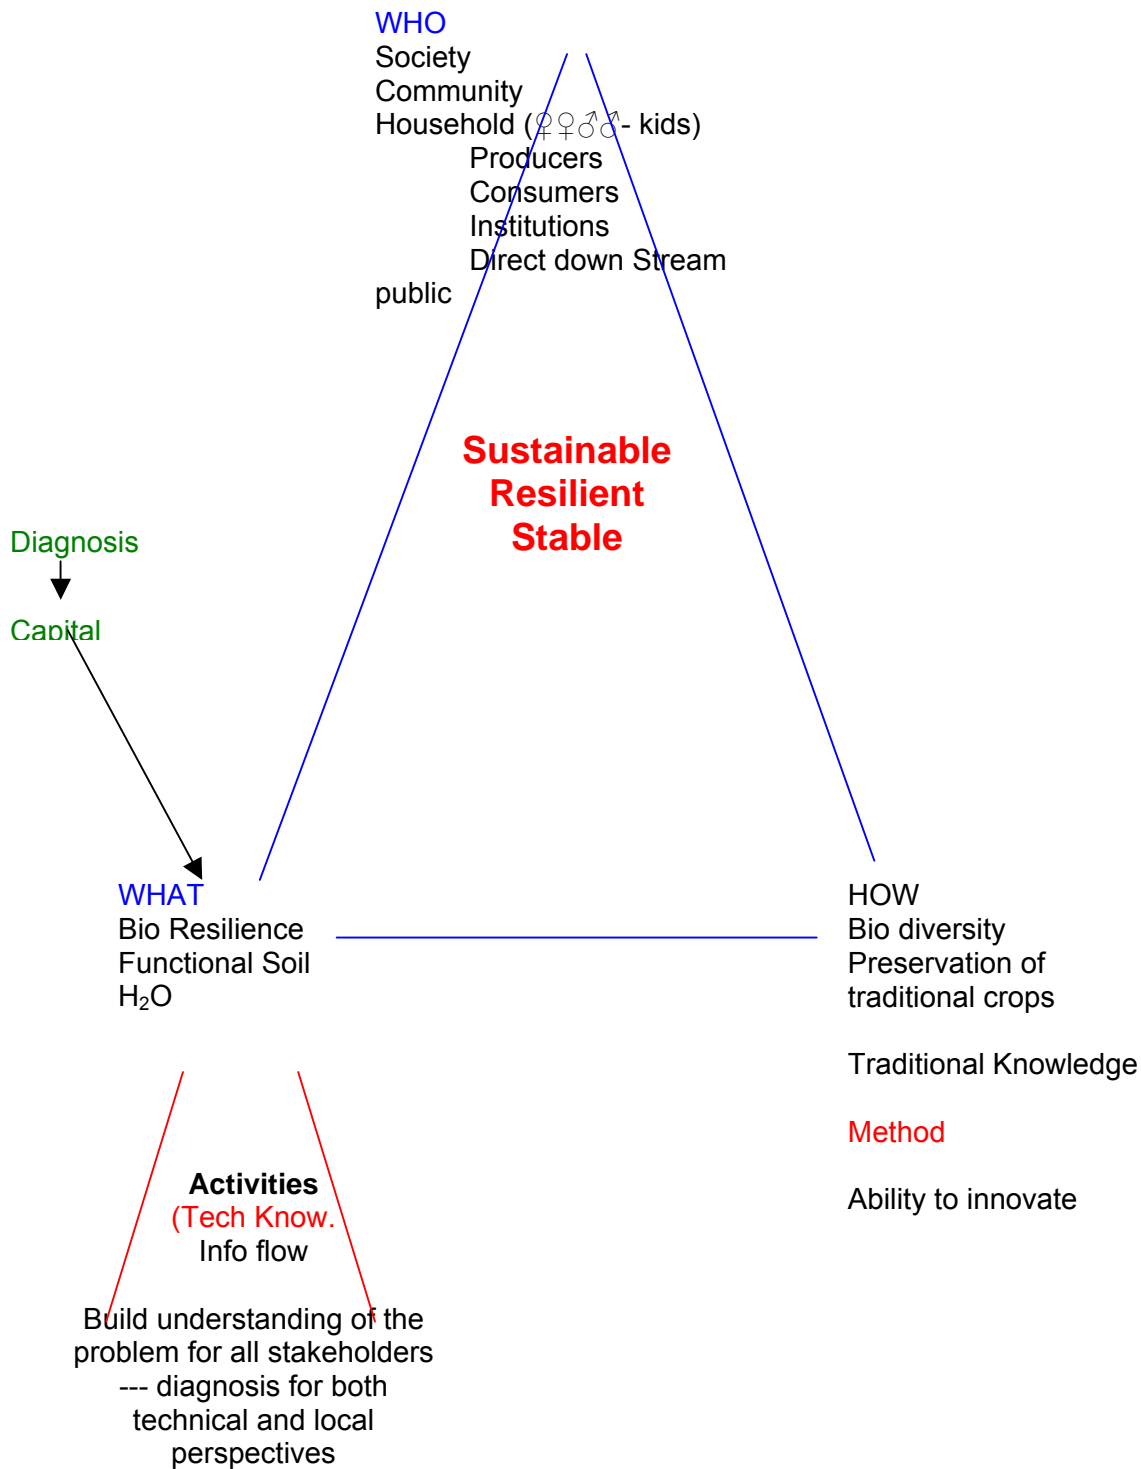 WHO
Society
Community
Household (♀♀♂♂- kids)
Producers
Consumers
Institutions
Direct down Stream
public
Sustainable
Resilient
Stable
Diagnosis
Capital
WHAT
Bio Resilience
Functional Soil
H₂O
HOW
Bio diversity
Preservation of
traditional crops
Traditional Knowledge
Method
Ability to innovate
Activities
(Tech Know.
Info flow
Build understanding of the
problem for all stakeholders
--- diagnosis for both
technical and local
perspectives